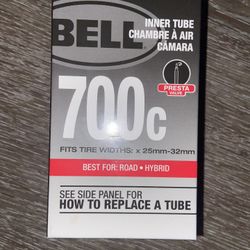 BELL
INNER TUBE
CHAMBRE À AIR
CÁMARA
PRESTA
VALVE
700c
FITS TIRE WIDTHS: x 25mm-32mm
BEST FOR: ROAD • HYBRID
SEE SIDE PANEL FOR
HOW TO REPLACE A TUBE